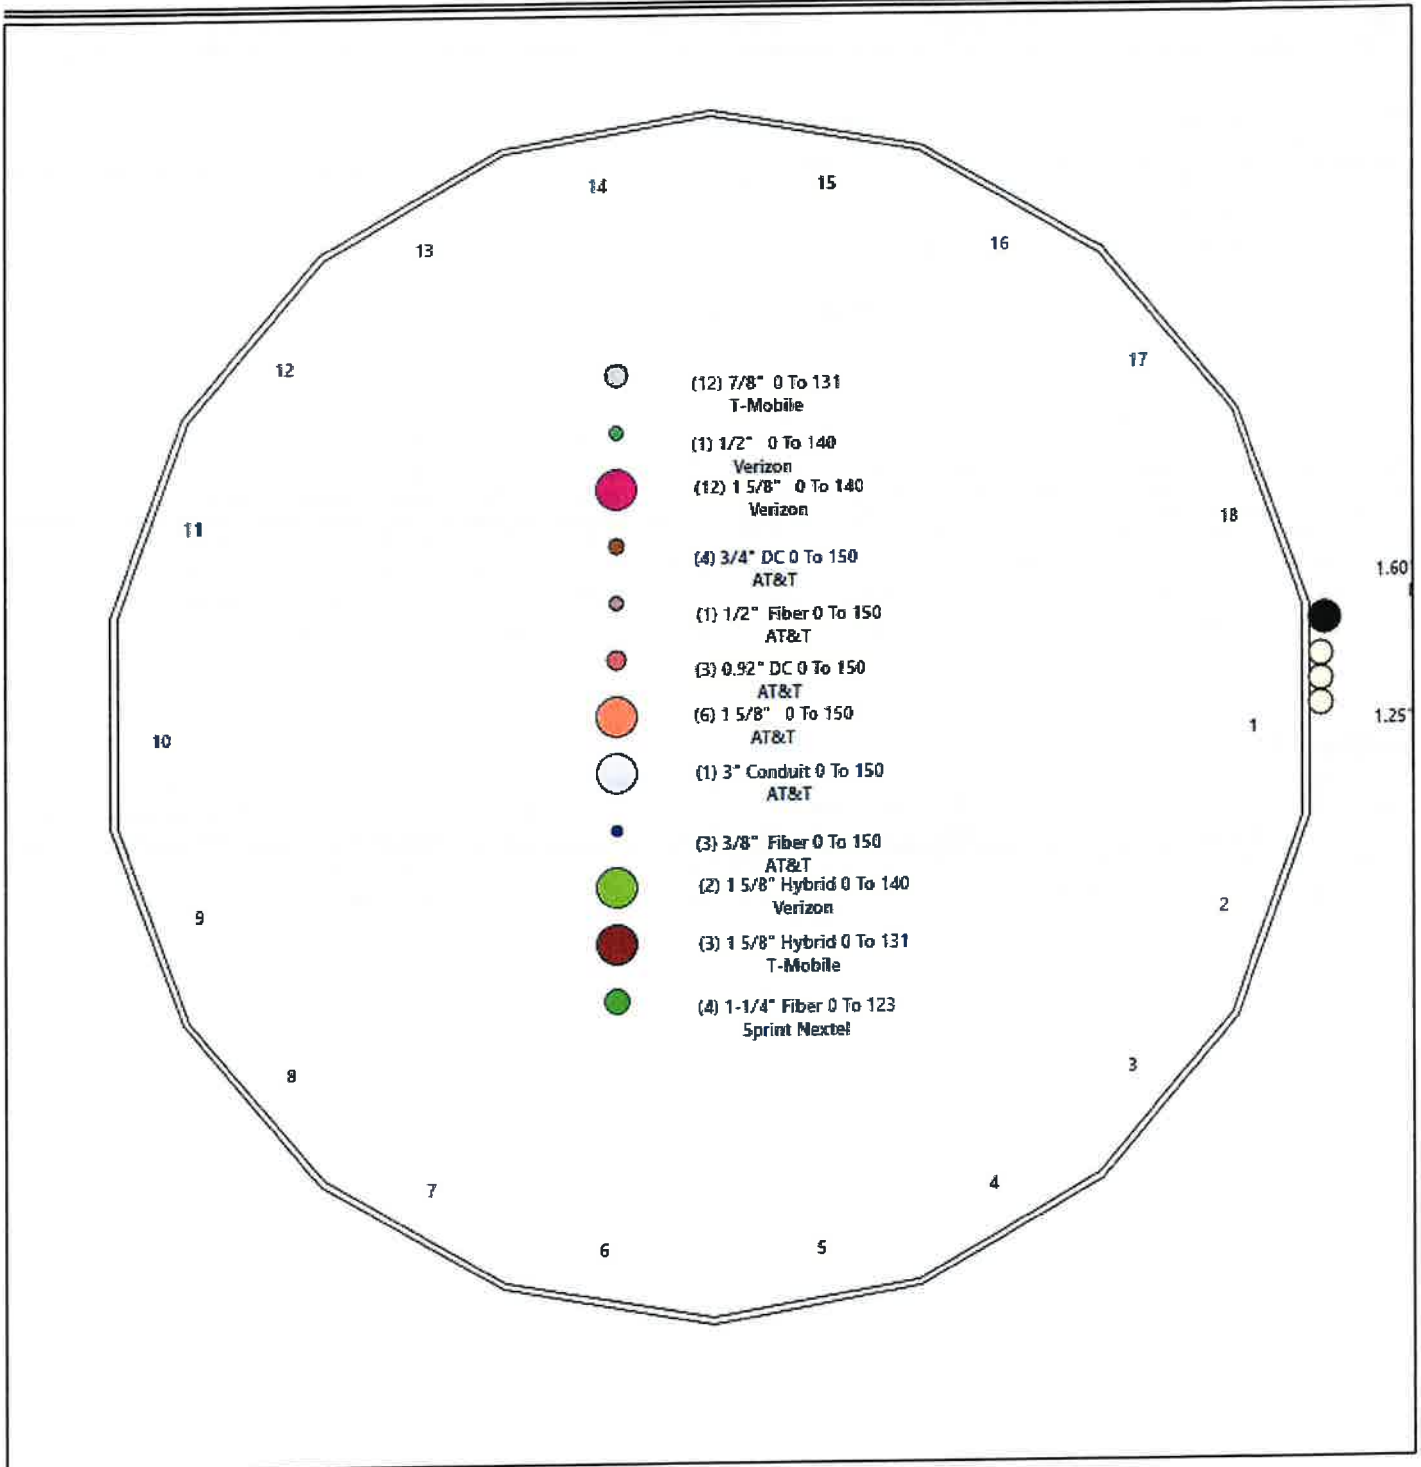 14
15
13
16
12
17
(12) 7/8" 0 To 131
T-Mobile
(1) 1/2" 0 To 140
Verizon
(12) 1 5/8" 0 To 140
Verizon
11
18
(4) 3/4" DC 0 To 150
AT&T
1.60"
(1) 1/2" Fiber 0 To 150
AT&T
(3) 0.92" DC 0 To 150
AT&T
(6) 1 5/8" 0 To 150
AT&T
1.25"
10
1
(1) 3" Conduit 0 To 150
AT&T
(3) 3/8" Fiber 0 To 150
AT&T
(2) 1 5/8" Hybrid 0 To 140
Verizon
9
2
(3) 1 5/8" Hybrid 0 To 131
T-Mobile
(4) 1-1/4" Fiber 0 To 123
Sprint Nextel
8
3
7
4
6
5